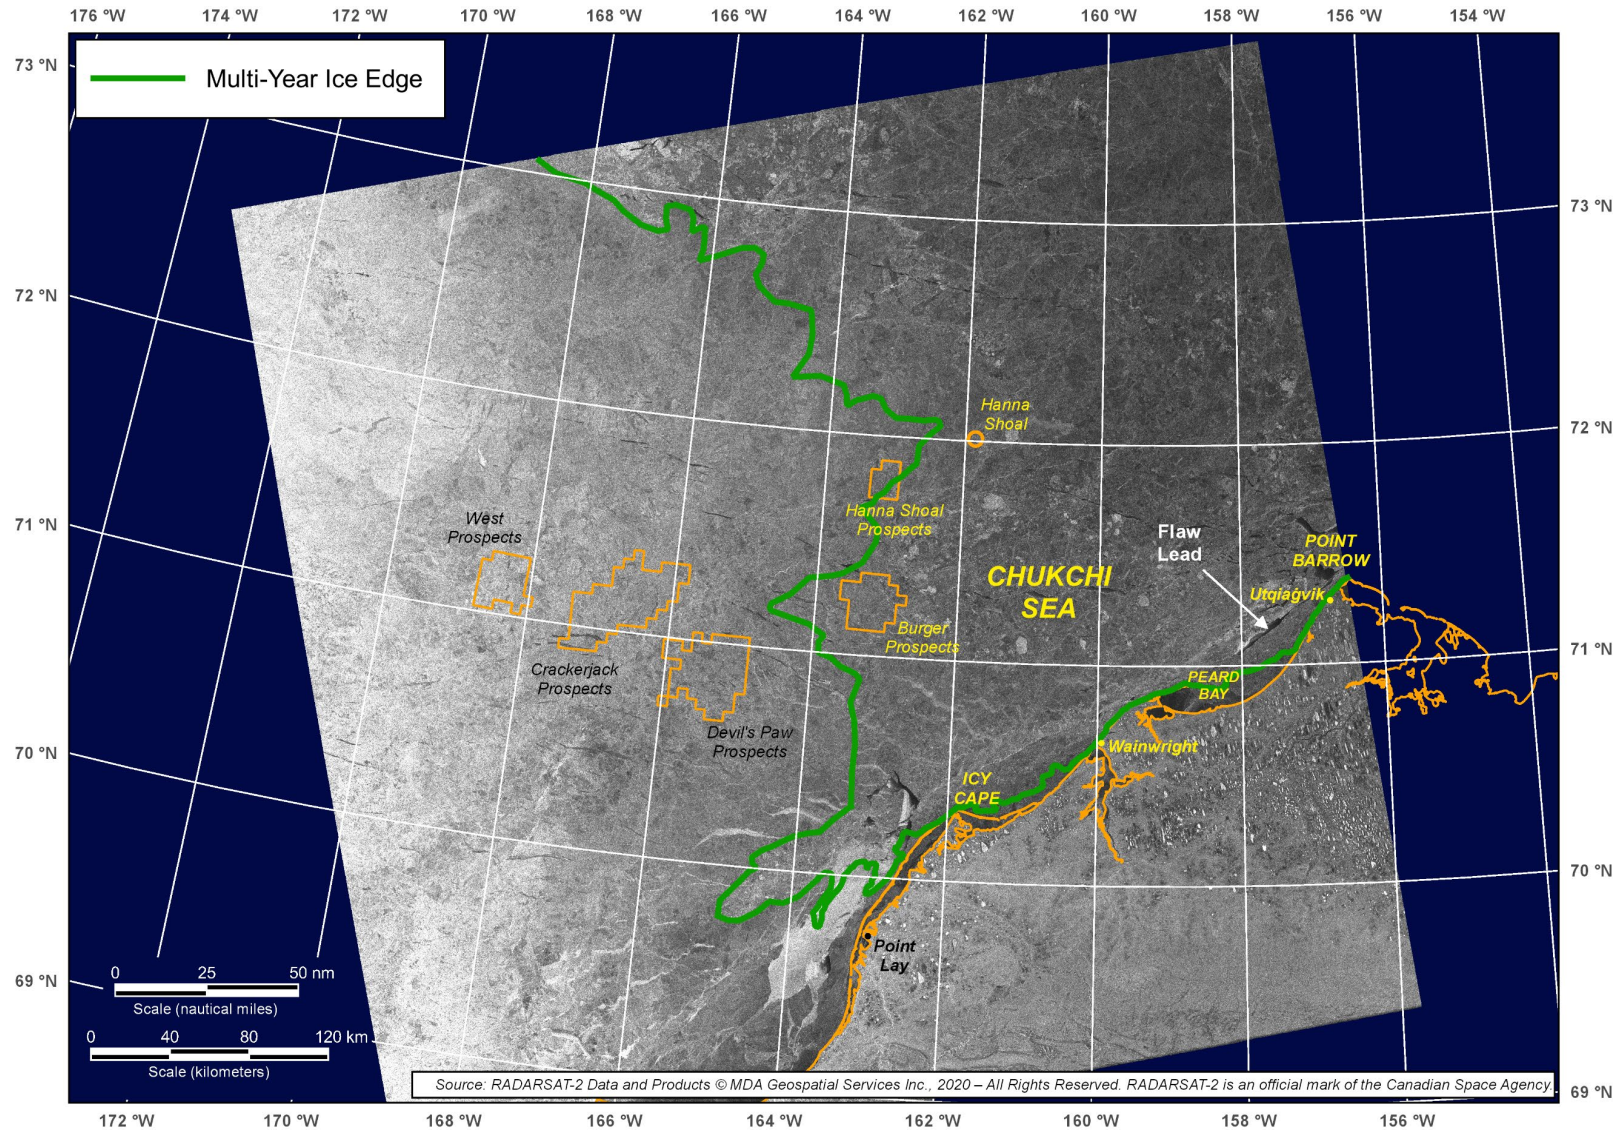 176 °W 174 °W 172 °W 170 °W 168 °W 166 °W 164 °W 162 °W 160 °W 158 °W 156 °W 154 °W
73 °N
Multi-Year Ice Edge
73 °N
72 °N
Hanna
Shoal
72 °N
Hanna Shoal
Prospects
West
Prospects
71 °N
Flaw
Lead
POINT
BARROW
CHUKCHI
SEA
Utqiaġvik
Burger
Prospects
71 °N
Crackerjack
Prospects
PEARD
BAY
Devil's Paw
Prospects
Wainwright
70 °N
ICY
CAPE
70 °N
Point
Lay
69 °N
0 25 50 nm
Scale (nautical miles)
0 40 80 120 km
Scale (kilometers)
Source: RADARSAT-2 Data and Products © MDA Geospatial Services Inc., 2020 – All Rights Reserved. RADARSAT-2 is an official mark of the Canadian Space Agency.
69 °N
172 °W 170 °W 168 °W 166 °W 164 °W 162 °W 160 °W 158 °W 156 °W